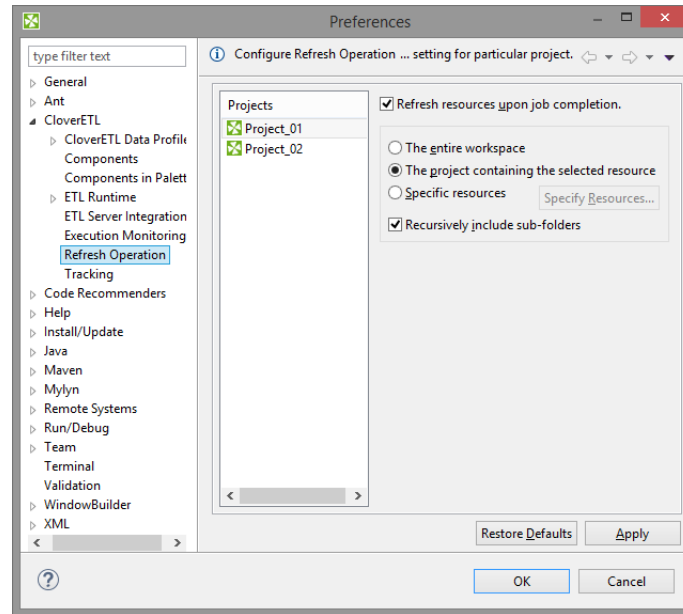 Preferences
type filter text
Configure Refresh Operation ... setting for particular project.
General
Ant
CloverETL
CloverETL Data Profile
Components
Components in Palett
ETL Runtime
ETL Server Integration
Execution Monitoring
Refresh Operation
Tracking
Code Recommenders
Help
Install/Update
Java
Maven
Mylyn
Remote Systems
Run/Debug
Team
Terminal
Validation
WindowBuilder
XML
Projects
Project_01
Project_02
Refresh resources upon job completion.
The entire workspace
The project containing the selected resource
Specific resources
Specify Resources...
Recursively include sub-folders
Restore Defaults
Apply
OK
Cancel